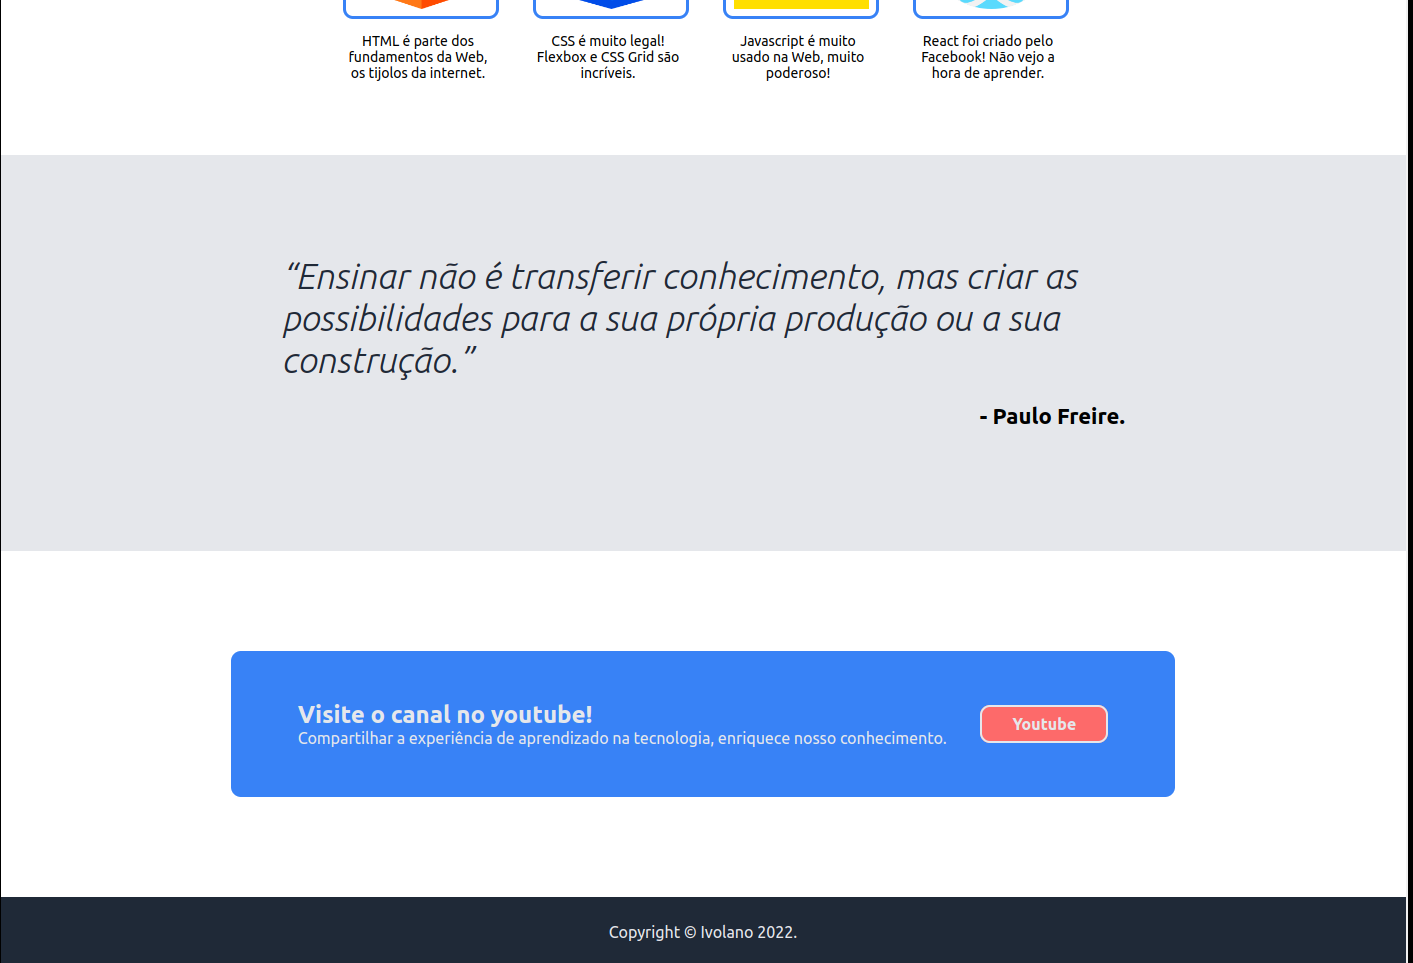 HTML é parte dos
fundamentos da Web,
os tijolos da internet.
CSS é muito legal!
Flexbox e CSS Grid são
incríveis.
Javascript é muito
usado na Web, muito
poderoso!
React foi criado pelo
Facebook! Não vejo a
hora de aprender.
“Ensinar não é transferir conhecimento, mas criar as
possibilidades para a sua própria produção ou a sua
construção.”
- Paulo Freire.
Visite o canal no youtube!
Compartilhar a experiência de aprendizado na tecnologia, enriquece nosso conhecimento.
Youtube
Copyright © Ivolano 2022.